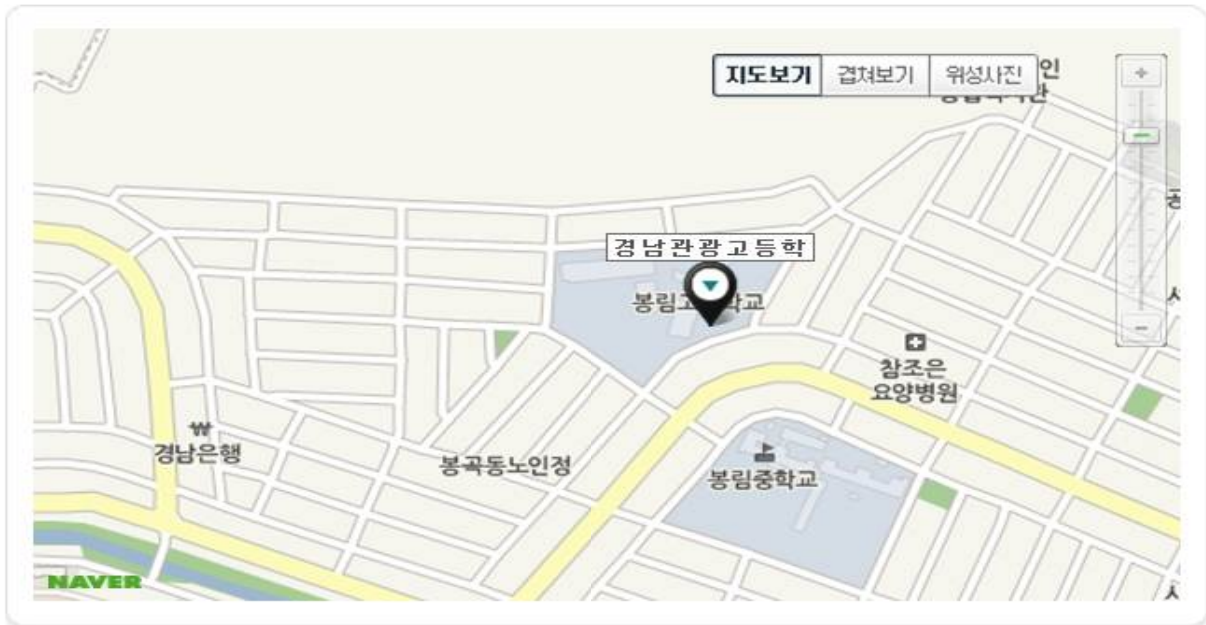 지도보기 겹쳐보기 위성사진 인
경남관광고등학
참조은
요양병원
경남은행
봉곡동노인정
봉림중학교
NAVER